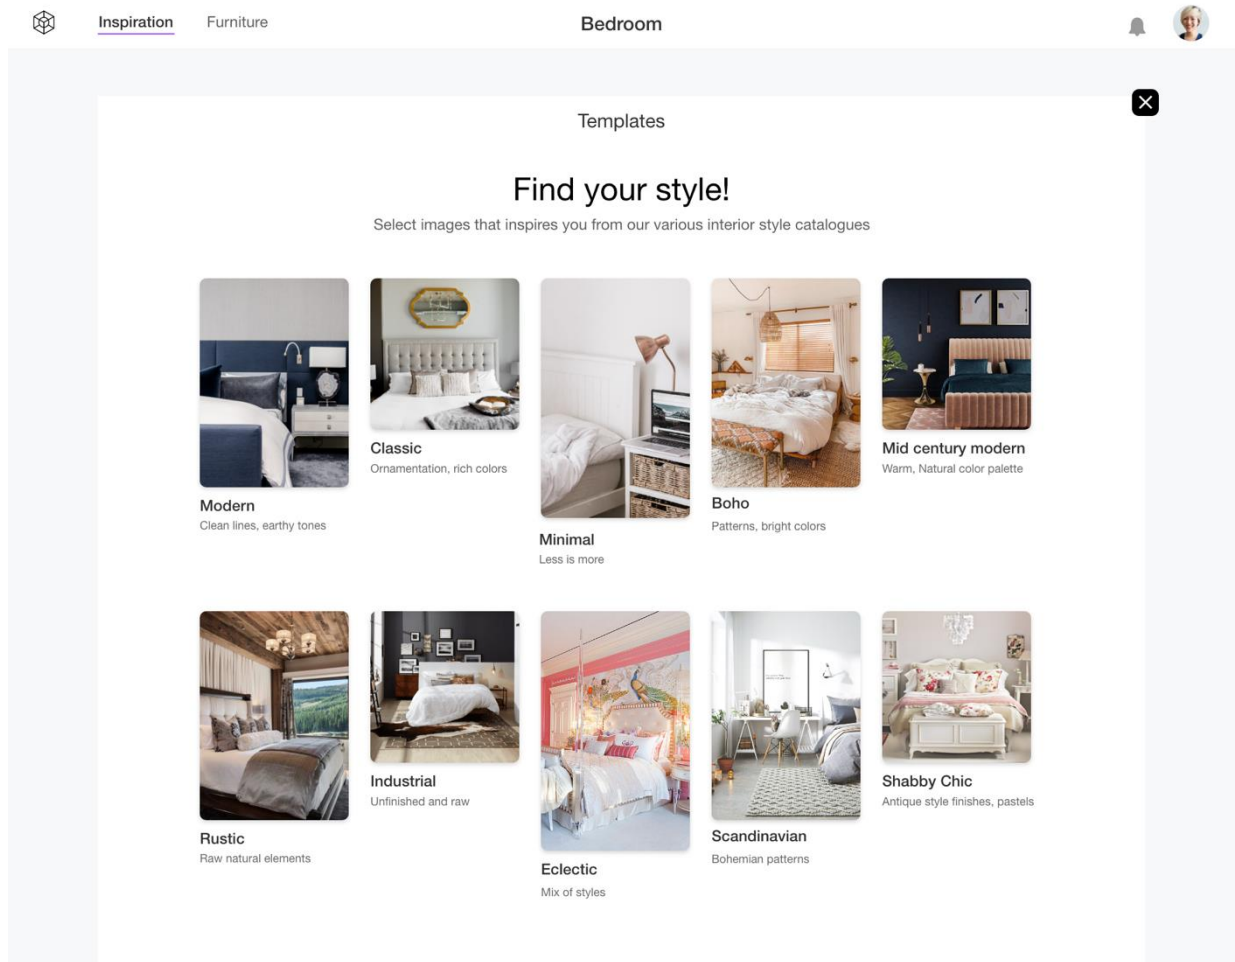 Inspiration Furniture Bedroom
Templates
Find your style!
Select images that inspires you from our various interior style catalogues
Modern
Clean lines, earthy tones
Classic
Ornamentation, rich colors
Minimal
Less is more
Boho
Patterns, bright colors
Mid century modern
Warm, Natural color palette
Rustic
Raw natural elements
Industrial
Unfinished and raw
Eclectic
Mix of styles
Scandinavian
Bohemian patterns
Shabby Chic
Antique style finishes, pastels